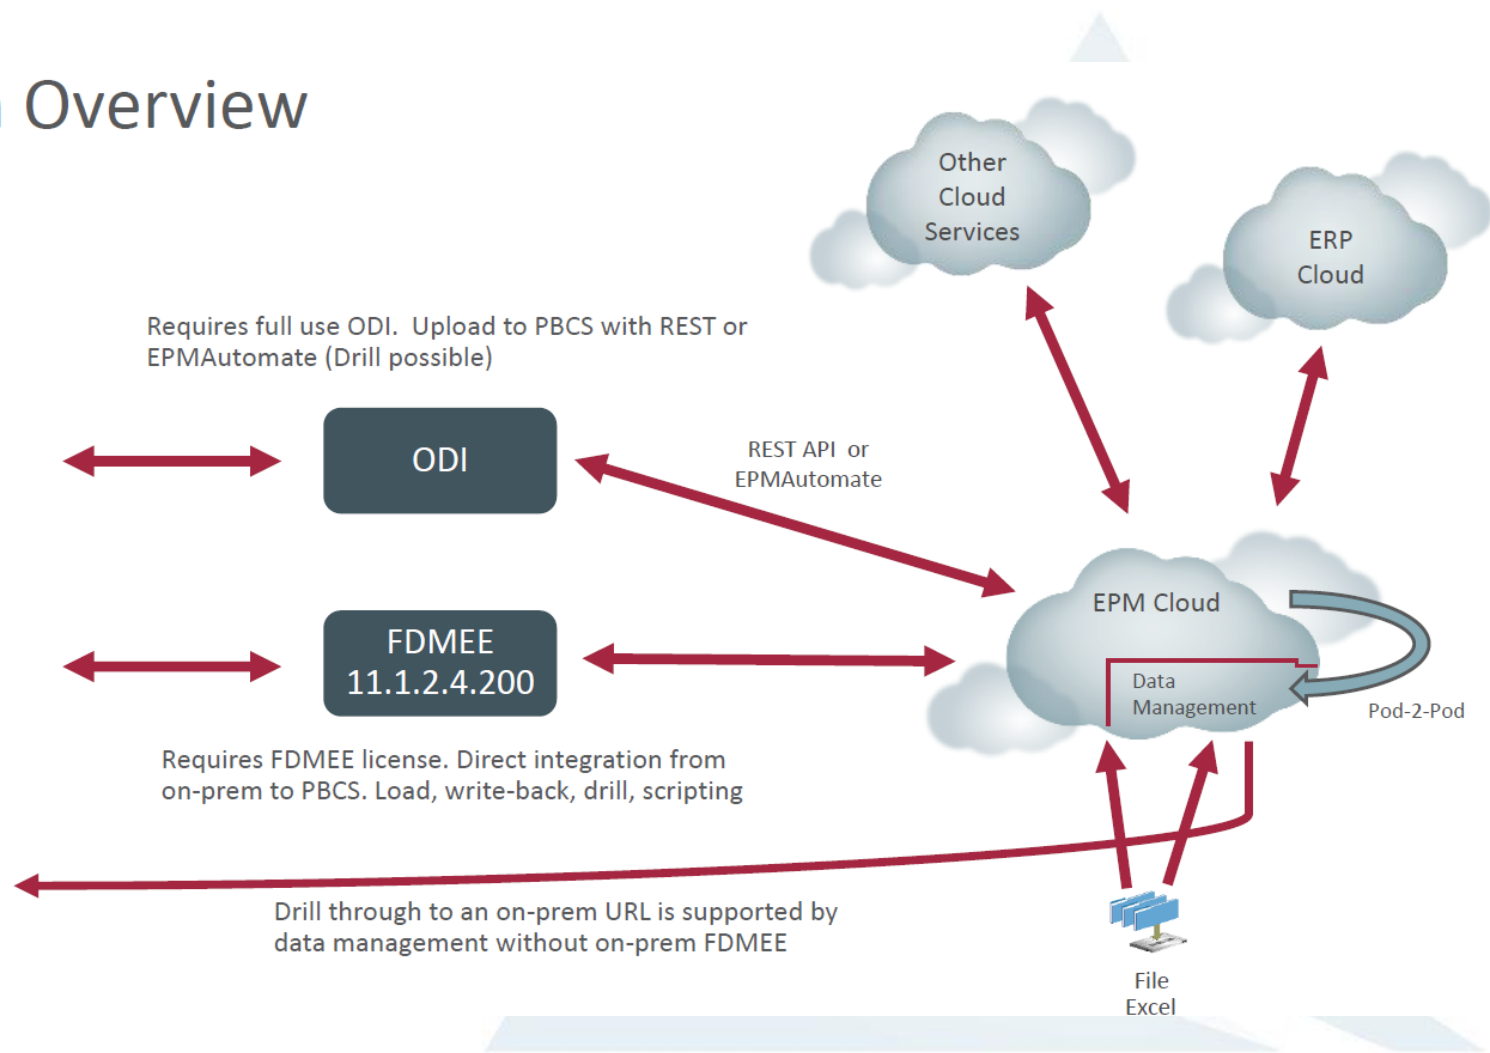 Overview
Other
Cloud
Services
ERP
Cloud
Requires full use ODI. Upload to PBCS with REST or
EPMAutomate (Drill possible)
ODI
REST API or
EPMAutomate
EPM Cloud
FDMEE
11.1.2.4.200
Data
Management
Pod-2-Pod
Requires FDMEE license. Direct integration from
on-prem to PBCS. Load, write-back, drill, scripting
Drill through to an on-prem URL is supported by
data management without on-prem FDMEE
File
Excel